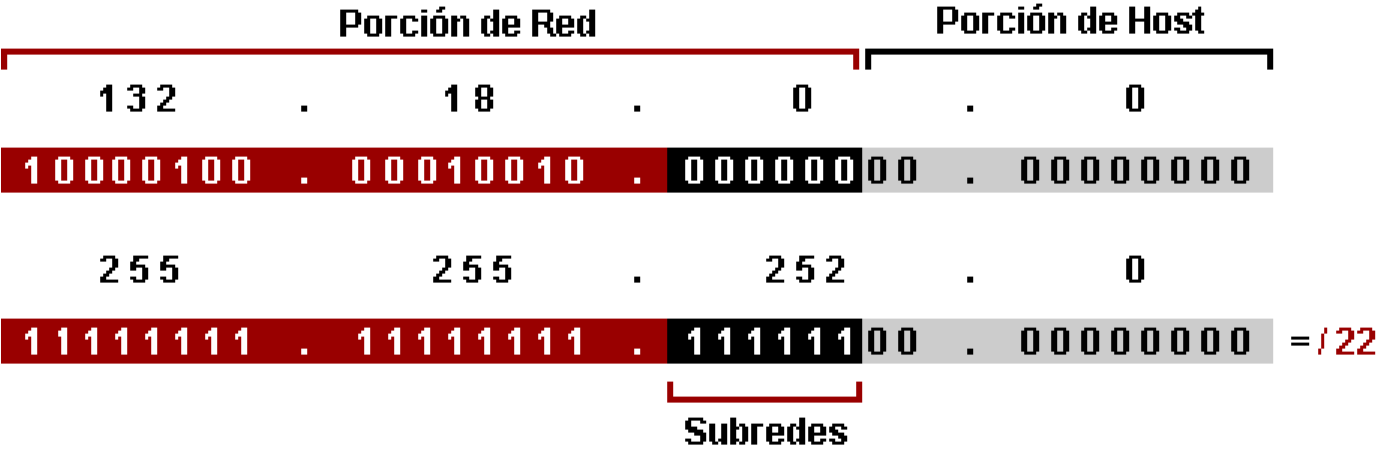 Porción de Red Porción de Host
132 . 18 . 0 . 0
10000100 . 00010010 . 00000000 . 00000000
255 255 . 252 . 0
11111111 . 11111111 . 11111100 . 00000000 = / 22
Subredes